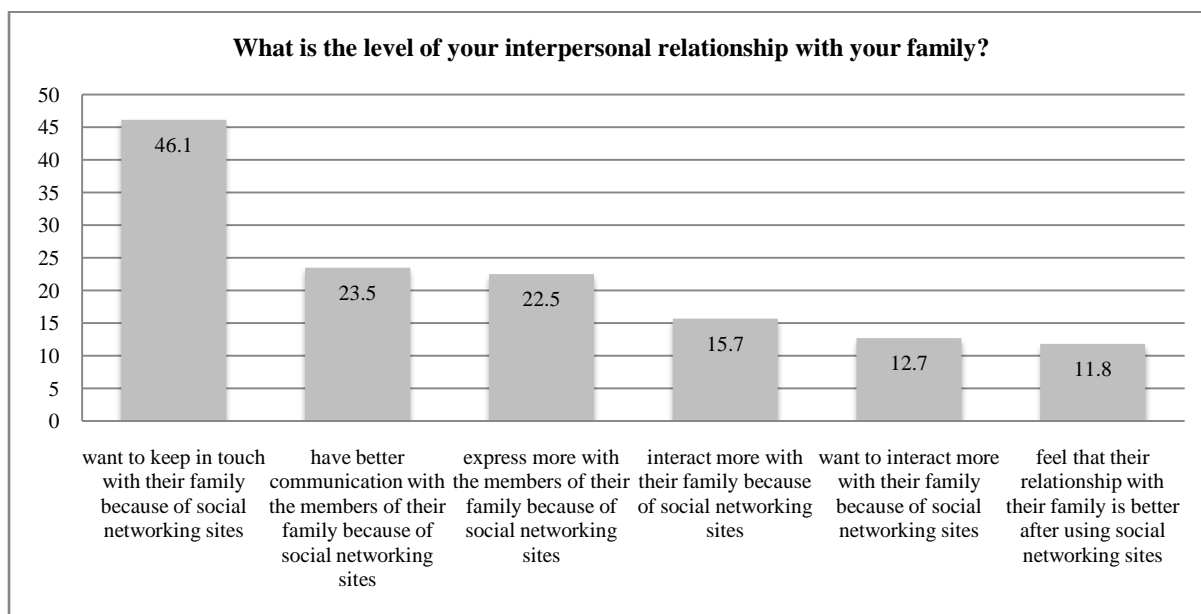 What is the level of your interpersonal relationship with your family?
50
45
40
35
30
25
20
15
10
5
0
46.1
23.5
22.5
15.7
12.7
11.8
want to keep in touch
with their family
because of social
networking sites
have better
communication with
the members of their
family because of
social networking
sites
express more with
the members of their
family because of
social networking
sites
interact more with
their family because
of social networking
sites
want to interact more
with their family
because of social
networking sites
feel that their
relationship with
their family is better
after using social
networking sites